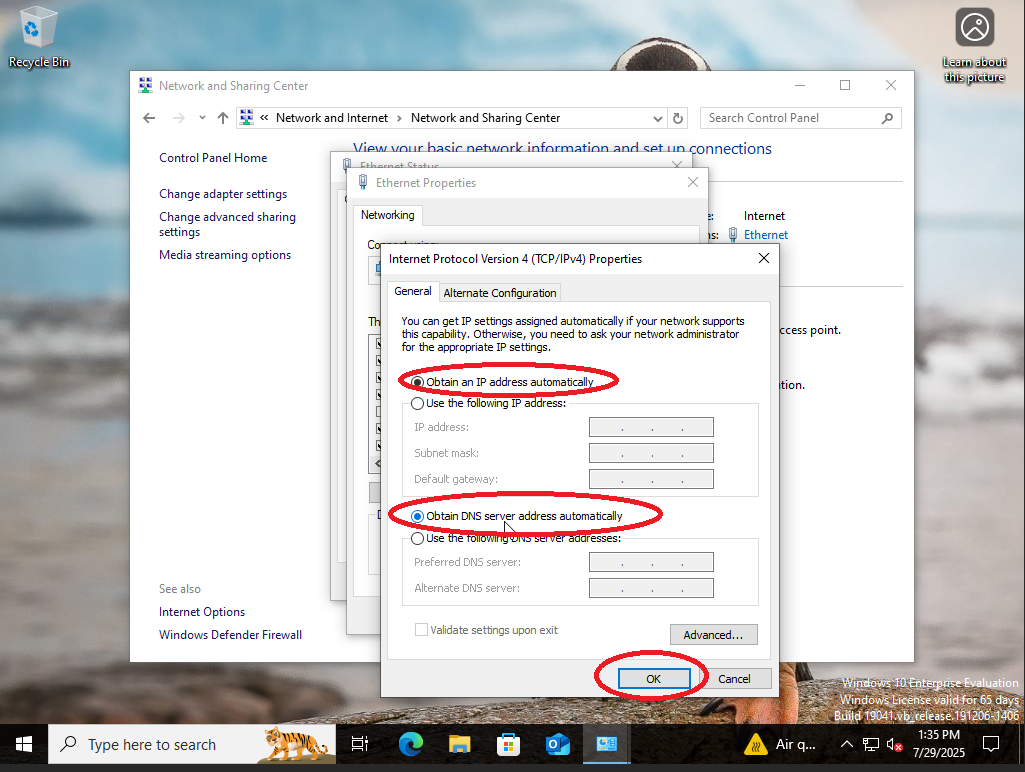 Recycle Bin
Learn about
this picture
Network and Sharing Center
« Network and Internet > Network and Sharing Center
Search Control Panel
Control Panel Home
Change adapter settings
Change advanced sharing
settings
Media streaming options
See also
Internet Options
Windows Defender Firewall
View your basic network information and set up connections
Internet
Ethernet
Ethernet Status
Ethernet Properties
Networking
Internet Protocol Version 4 (TCP/IPv4) Properties
General
Alternate Configuration
You can get IP settings assigned automatically if your network supports
this capability. Otherwise, you need to ask your network administrator
for the appropriate IP settings.
Obtain an IP address automatically
Use the following IP address:
IP address:
Subnet mask:
Default gateway:
Obtain DNS server address automatically
Use the following DNS server addresses:
Preferred DNS server:
Alternate DNS server:
Validate settings upon exit
Advanced...
OK
Cancel
Windows 10 Enterprise Evaluation
Windows License valid for 65 days
Build 19041.vb_release.191206-1406
Type here to search
Air q...
1:35 PM
7/29/2025